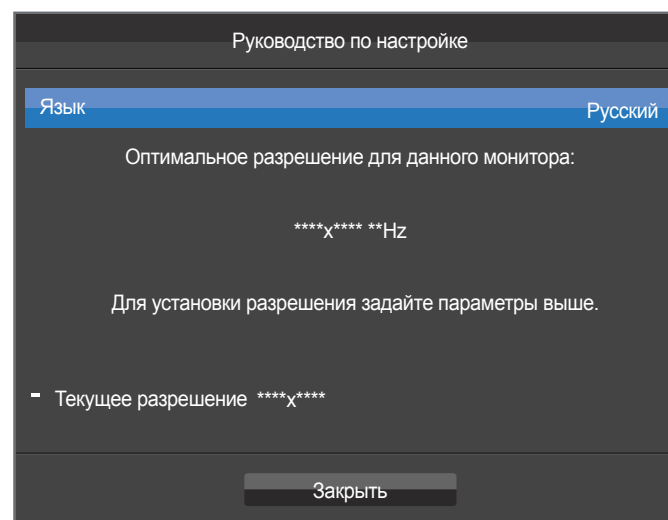 Руководство по настройке
Язык Русский
Оптимальное разрешение для данного монитора:
****x**** **Hz
Для установки разрешения задайте параметры выше.
- Текущее разрешение ****x****
Закрыть